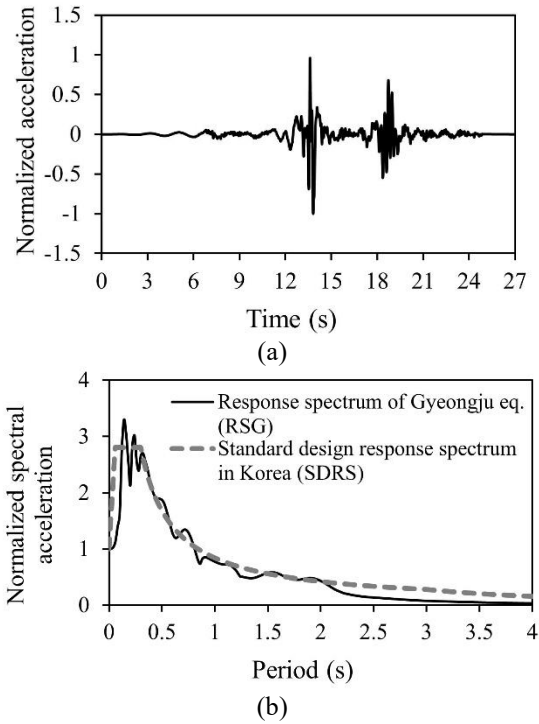 Normalized acceleration
1.5
1
0.5
0
-0.5
-1
-1.5
0 3 6 9 12 15 18 21 24 27
Time (s)
(a)
Normalized spectral
acceleration
4
3
2
1
0
Response spectrum of Gyeongju eq.
(RSG)
Standard design response spectrum
in Korea (SDRS)
0 0.5 1 1.5 2 2.5 3 3.5 4
Period (s)
(b)